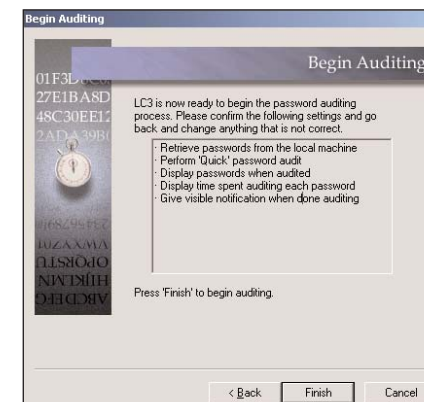 Begin Auditing
Begin Auditing
01F3D
27E1BA8D
48C30EE12
2ADA39B
LC3 is now ready to begin the password auditing
process. Please confirm the following settings and go
back and change anything that is not correct.
· Retrieve passwords from the local machine
· Perform 'Quick' password audit
· Display passwords when audited
· Display time spent auditing each password
· Give visible notification when done auditing
Press 'Finish' to begin auditing.
< Back
Finish
Cancel